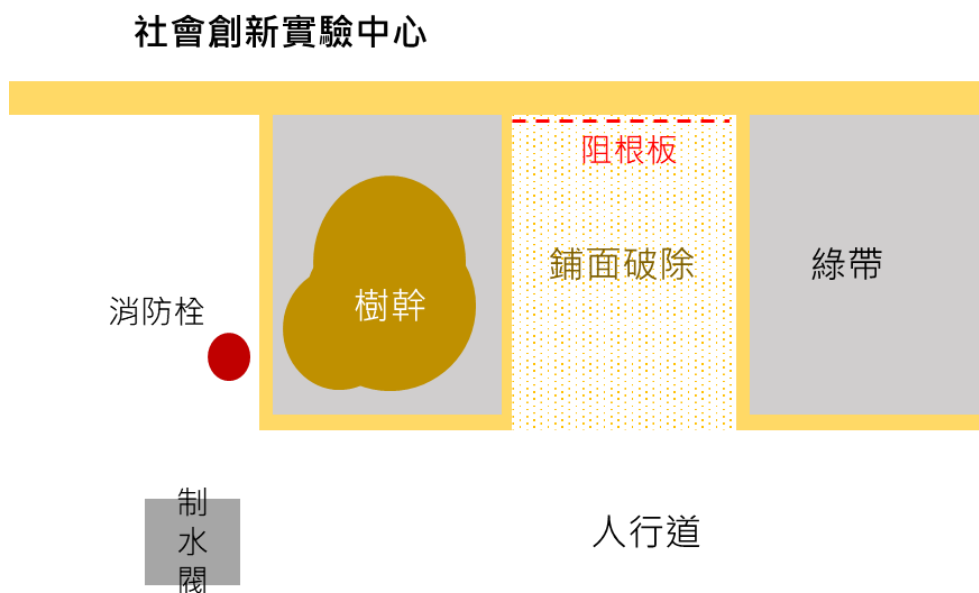 社會創新實驗中心
阻根板
鋪面破除
綠帶
樹幹
消防栓
制
水
閥
人行道